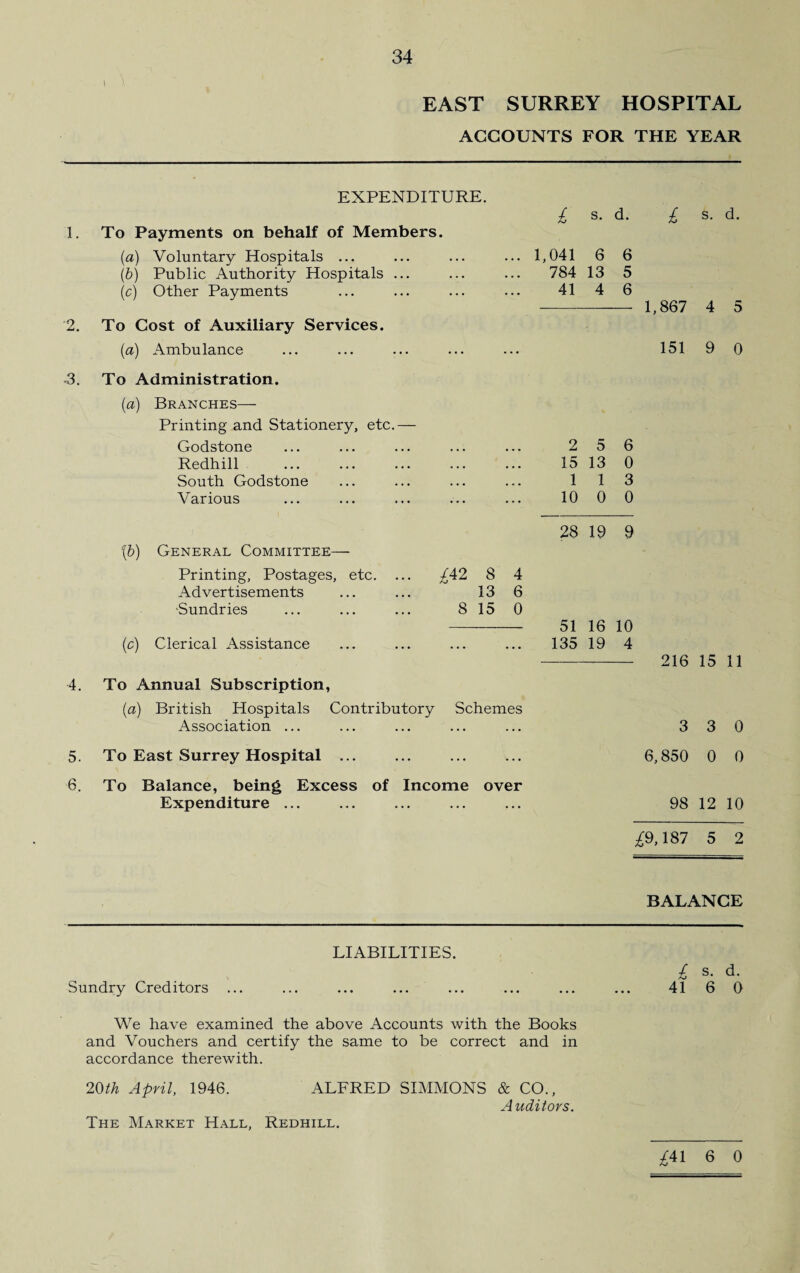 34
EAST SURREY HOSPITAL
ACCOUNTS FOR THE YEAR
EXPENDITURE.
£ s. d. £ s. d.
1. To Payments on behalf of Members.
(a) Voluntary Hospitals ... ... ... ... 1,041 6 6
(b) Public Authority Hospitals ... ... ... 784 13 5
(c) Other Payments ... ... ... ... 41 4 6
1,867 4 5
2. To Cost of Auxiliary Services.
(a) Ambulance ... ... ... ... ... 151 9 0
3. To Administration.
(a) BRANCHES—
Printing and Stationery, etc.—
Godstone ... ... ... ... ... 2 5 6
Redhill ... ... ... ... ... 15 13 0
South Godstone ... ... ... ... 1 1 3
Various ... ... ... ... ... 10 0 0
28 19 9
(b) GENERAL COMMITTEE—
Printing, Postages, etc. ... £42 8 4
Advertisements ... ... 13 6
Sundries ... ... ... 8 15 0
51 16 10
(c) Clerical Assistance ... ... ... ... 135 19 4
216 15 11
4. To Annual Subscription,
(a) British Hospitals Contributory Schemes
Association ... ... ... ... ... 3 3 0
5. To East Surrey Hospital ... ... ... ... 6,850 0 0
6. To Balance, being Excess of Income over
Expenditure ... ... ... ... ... 98 12 10
£9,187 5 2
BALANCE
LIABILITIES.
£ s. d.
Sundry Creditors ... ... ... ... ... ... ... ... ... 41 6 0
We have examined the above Accounts with the Books
and Vouchers and certify the same to be correct and in
accordance therewith.
20th April, 1946. ALFRED SIMMONS & CO.,
Auditors.
THE MARKET HALL, REDHILL.
£41 6 0